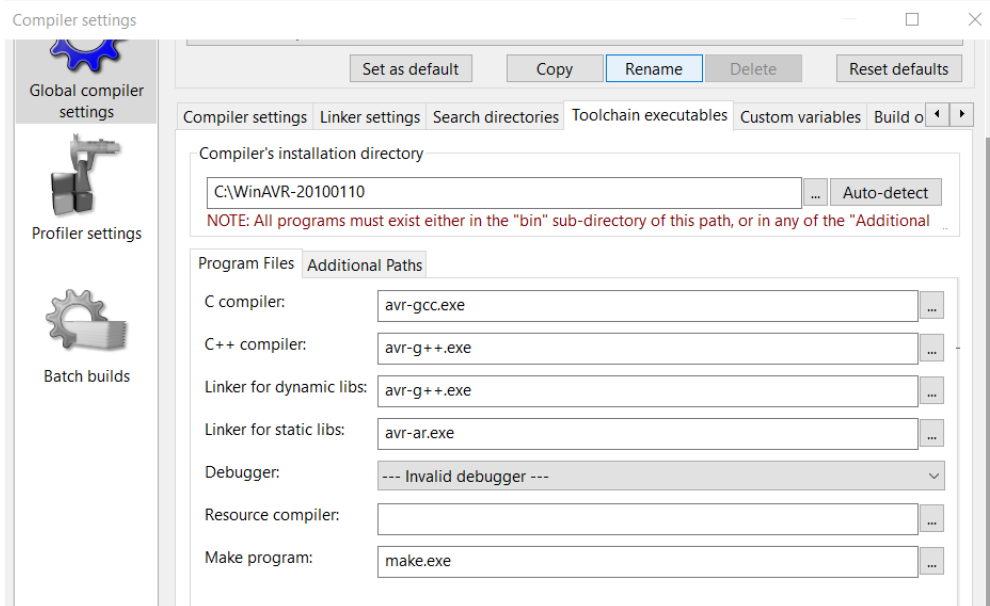 Compiler settings
Set as default Copy Rename Delete Reset defaults
Global compiler
settings
Compiler settings Linker settings Search directories Toolchain executables Custom variables Build o
Compiler's installation directory
C:\WinAVR-20100110 ... Auto-detect
NOTE: All programs must exist either in the "bin" sub-directory of this path, or in any of the "Additional
Profiler settings
Program Files Additional Paths
C compiler: avr-gcc.exe ...
C++ compiler: avr-g++.exe ...
Batch builds
Linker for dynamic libs: avr-g++.exe ...
Linker for static libs: avr-ar.exe ...
Debugger: --- Invalid debugger ---
Resource compiler: ...
Make program: make.exe ...